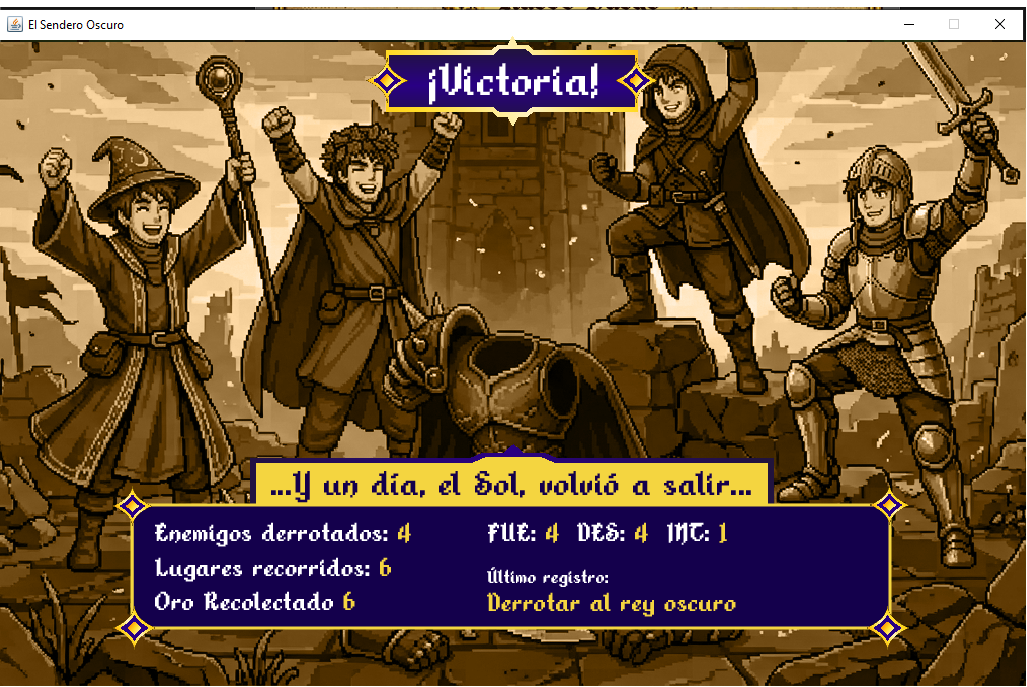 El Sendero Oscuro
¡Victoria!
...Y un día, el Sol, volvió a salir...
Enemigos derrotados: 4
Lugares recorridos: 6
Oro Recolectado 6
FUE: 4 DES: 4 INT: 1
Último registro:
Derrotar al rey oscuro